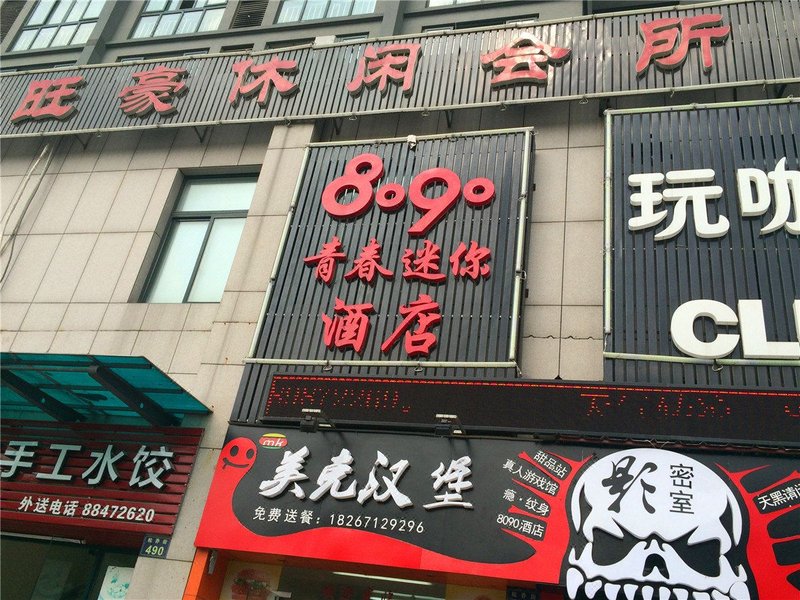 旺豪休闲会所
8090
青春迷你
酒店
玩咖
CL
手工水饺
外送电话 88472620
490
mk
美克汉堡
免费送餐：18267129296
甜品站
真人游戏馆
瘾·纹身
8090酒店
影
密室
天黑请